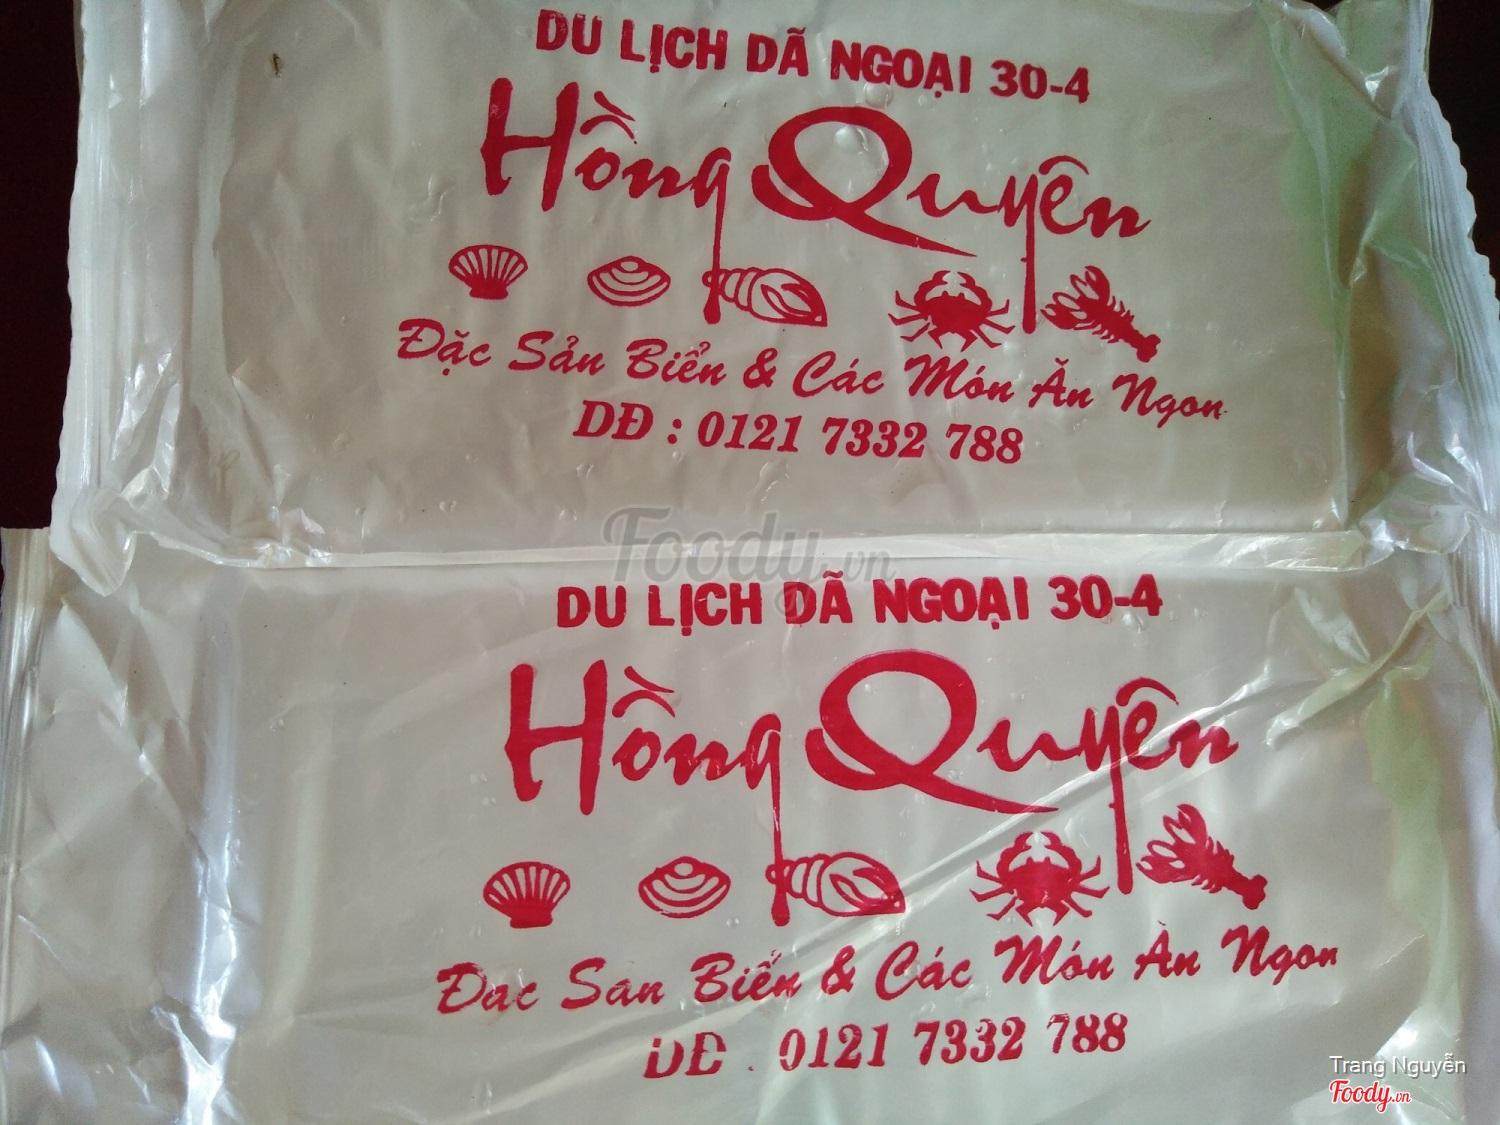 DU LỊCH DÃ NGOẠI 30-4
Hồng Quyên
Đặc Sản Biển & Các Món Ăn Ngon
DĐ : 0121 7332 788
Foody.vn
DU LỊCH DÃ NGOẠI 30-4
Hồng Quyên
Đac San Biển & Các Món Ăn Ngon
DĐ : 0121 7332 788
Trang Nguyễn
Foody.vn